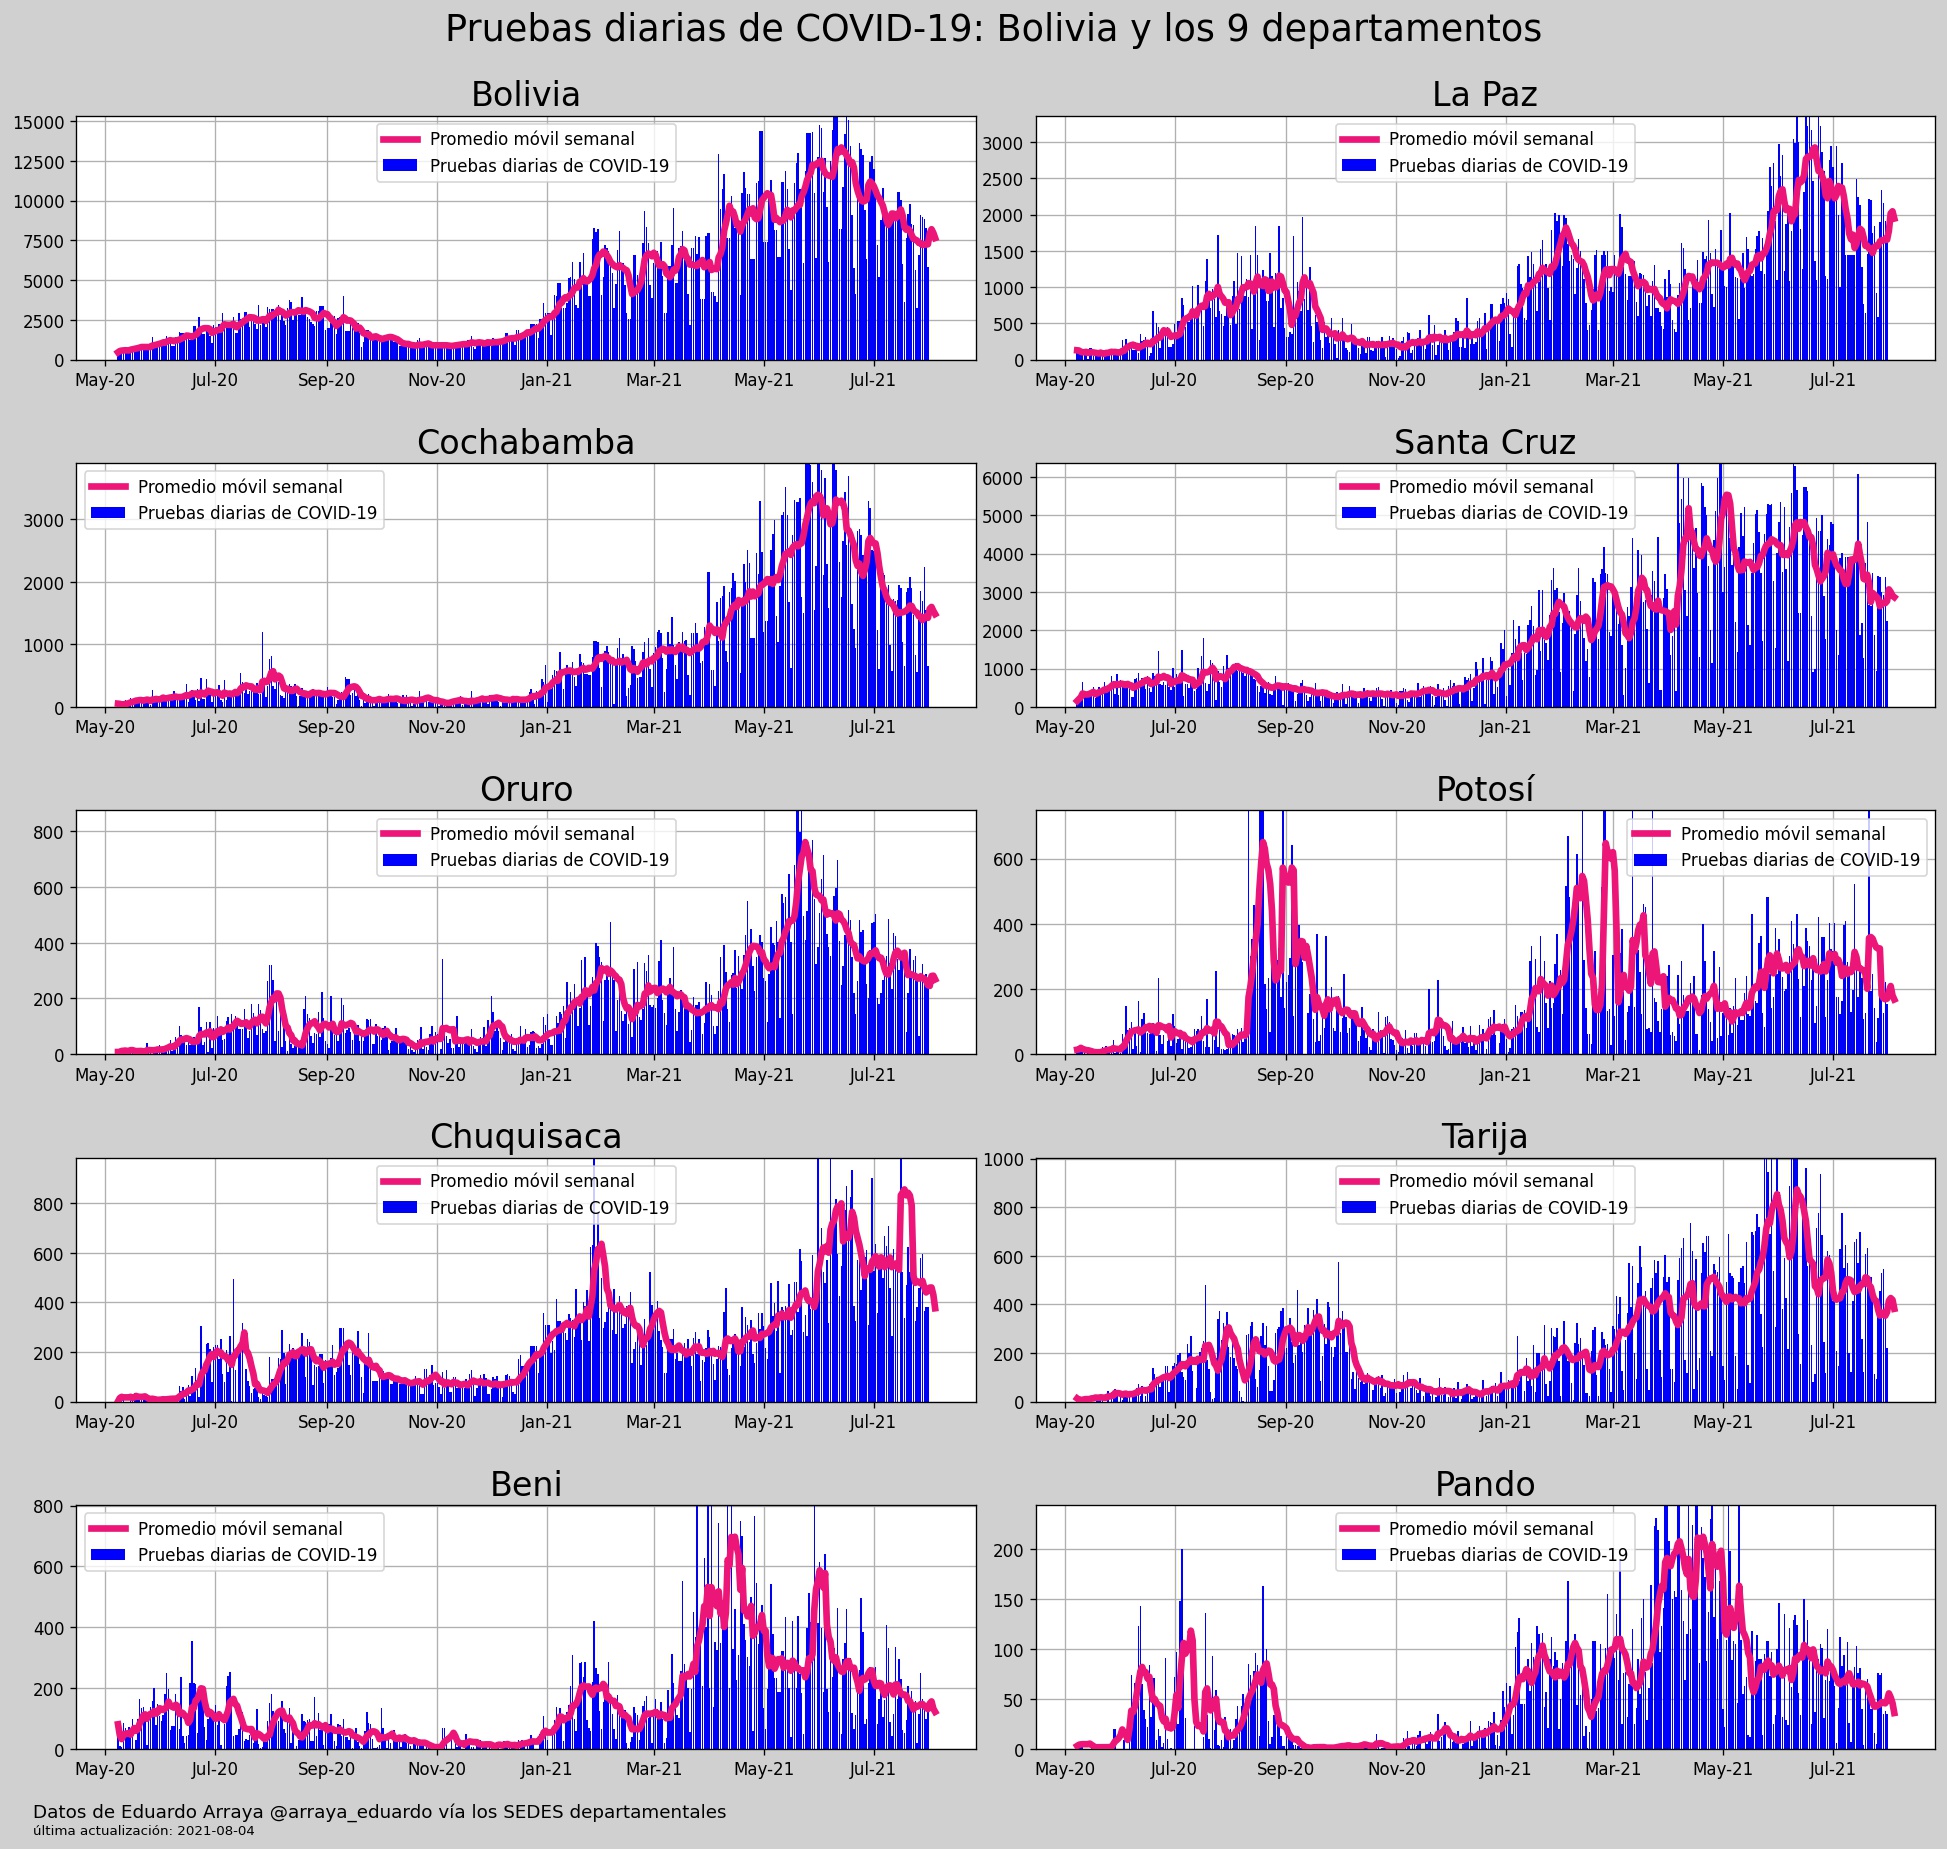 Pruebas diarias de COVID-19: Bolivia y los 9 departamentos
Bolivia
Promedio móvil semanal
Pruebas diarias de COVID-19
15000
12500
10000
7500
5000
2500
0
May-20 Jul-20 Sep-20 Nov-20 Jan-21 Mar-21 May-21 Jul-21
La Paz
Promedio móvil semanal
Pruebas diarias de COVID-19
3000
2500
2000
1500
1000
500
0
May-20 Jul-20 Sep-20 Nov-20 Jan-21 Mar-21 May-21 Jul-21
Cochabamba
Promedio móvil semanal
Pruebas diarias de COVID-19
3000
2000
1000
0
May-20 Jul-20 Sep-20 Nov-20 Jan-21 Mar-21 May-21 Jul-21
Santa Cruz
Promedio móvil semanal
Pruebas diarias de COVID-19
6000
5000
4000
3000
2000
1000
0
May-20 Jul-20 Sep-20 Nov-20 Jan-21 Mar-21 May-21 Jul-21
Oruro
Promedio móvil semanal
Pruebas diarias de COVID-19
800
600
400
200
0
May-20 Jul-20 Sep-20 Nov-20 Jan-21 Mar-21 May-21 Jul-21
Potosí
Promedio móvil semanal
Pruebas diarias de COVID-19
600
400
200
0
May-20 Jul-20 Sep-20 Nov-20 Jan-21 Mar-21 May-21 Jul-21
Chuquisaca
Promedio móvil semanal
Pruebas diarias de COVID-19
800
600
400
200
0
May-20 Jul-20 Sep-20 Nov-20 Jan-21 Mar-21 May-21 Jul-21
Tarija
Promedio móvil semanal
Pruebas diarias de COVID-19
1000
800
600
400
200
0
May-20 Jul-20 Sep-20 Nov-20 Jan-21 Mar-21 May-21 Jul-21
Beni
Promedio móvil semanal
Pruebas diarias de COVID-19
800
600
400
200
0
May-20 Jul-20 Sep-20 Nov-20 Jan-21 Mar-21 May-21 Jul-21
Pando
Promedio móvil semanal
Pruebas diarias de COVID-19
200
150
100
50
0
May-20 Jul-20 Sep-20 Nov-20 Jan-21 Mar-21 May-21 Jul-21
Datos de Eduardo Arraya @arraya_eduardo vía los SEDES departamentales
última actualización: 2021-08-04